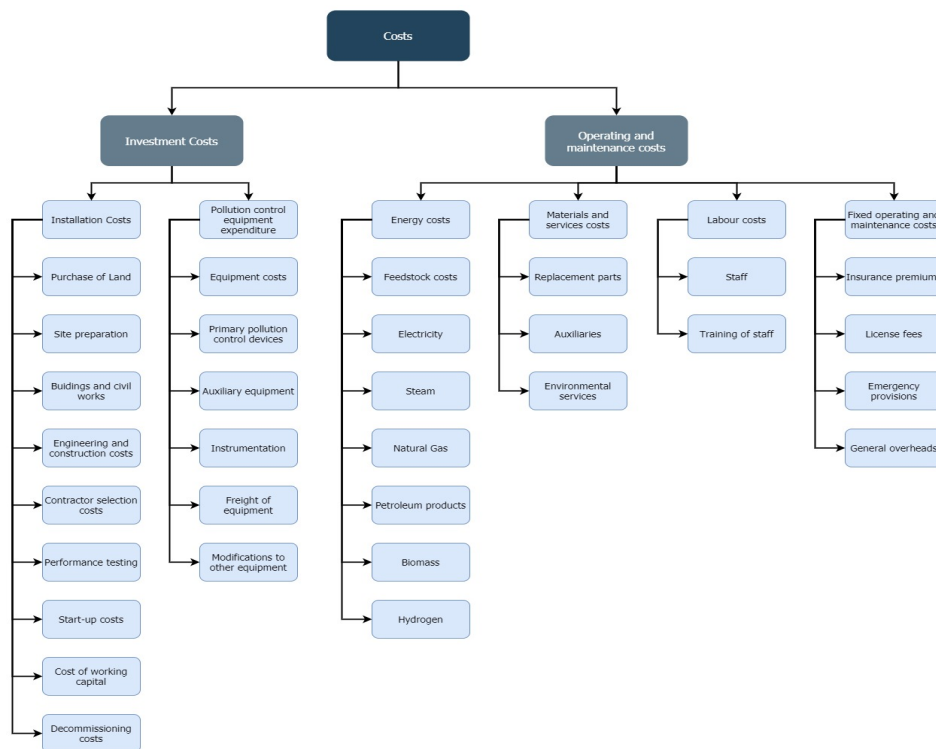 Costs
Investment Costs
Operating and
maintenance costs
Installation Costs
Purchase of Land
Site preparation
Buidings and civil
works
Engineering and
construction costs
Contractor selection
costs
Performance testing
Start-up costs
Cost of working
capital
Decommissioning
costs
Pollution control
equipment
expenditure
Equipment costs
Primary pollution
control devices
Auxiliary equipment
Instrumentation
Freight of
equipment
Modifications to
other equipment
Energy costs
Feedstock costs
Electricity
Steam
Natural Gas
Petroleum products
Biomass
Hydrogen
Materials and
services costs
Replacement parts
Auxiliaries
Environmental
services
Labour costs
Staff
Training of staff
Fixed operating and
maintenance costs
Insurance premium
License fees
Emergency
provisions
General overheads